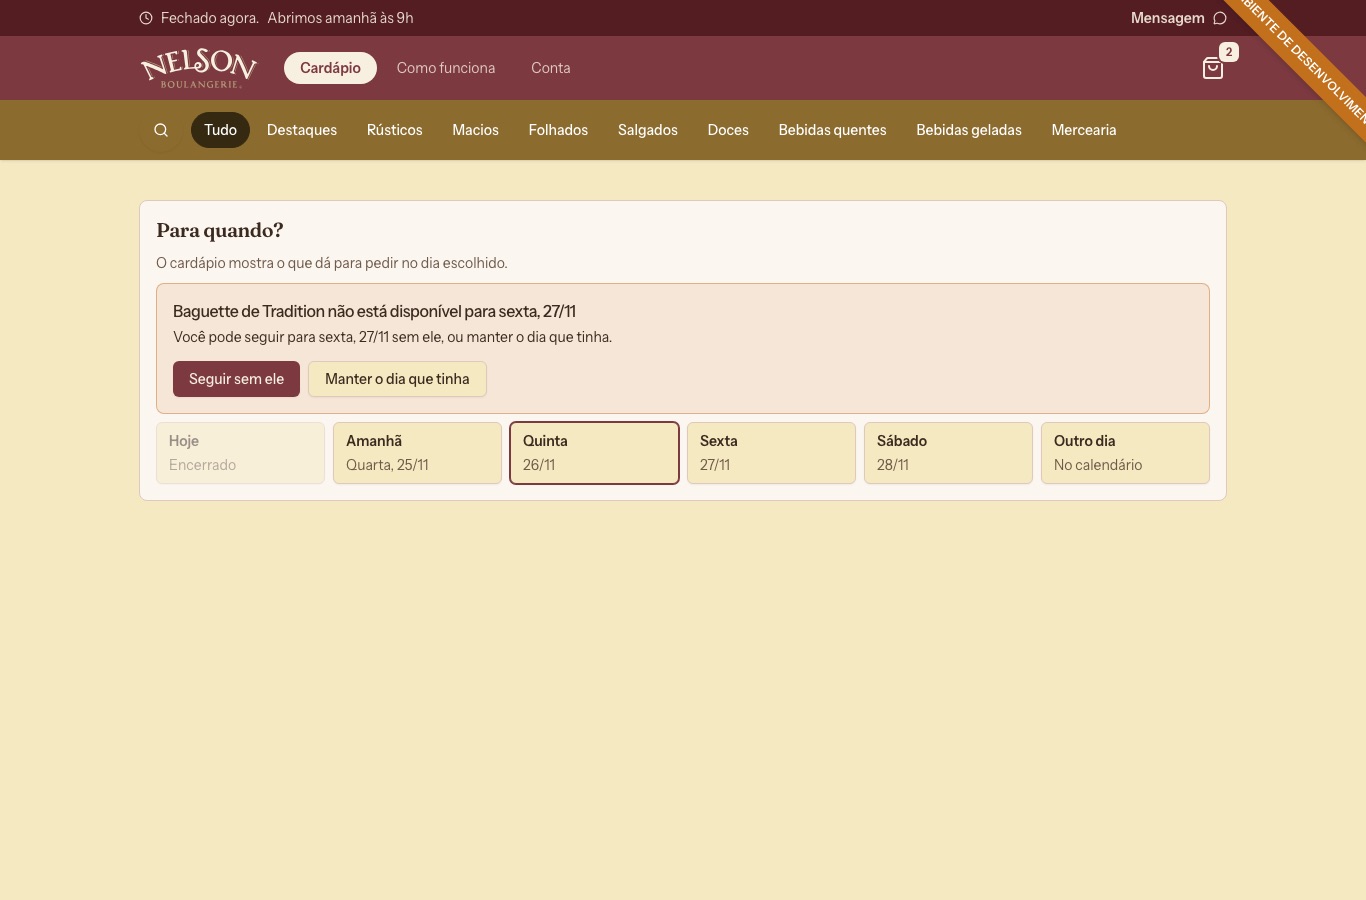 Fechado agora. Abrimos amanhã às 9h
Mensagem
AMBIENTE DE DESENVOLVIMENTO
NELSON
BOULANGERIE
Cardápio
Como funciona
Conta
2
Tudo
Destaques
Rústicos
Macios
Folhados
Salgados
Doces
Bebidas quentes
Bebidas geladas
Mercearia
Para quando?
O cardápio mostra o que dá para pedir no dia escolhido.
Baguette de Tradition não está disponível para sexta, 27/11
Você pode seguir para sexta, 27/11 sem ele, ou manter o dia que tinha.
Seguir sem ele
Manter o dia que tinha
Hoje
Encerrado
Amanhã
Quarta, 25/11
Quinta
26/11
Sexta
27/11
Sábado
28/11
Outro dia
No calendário